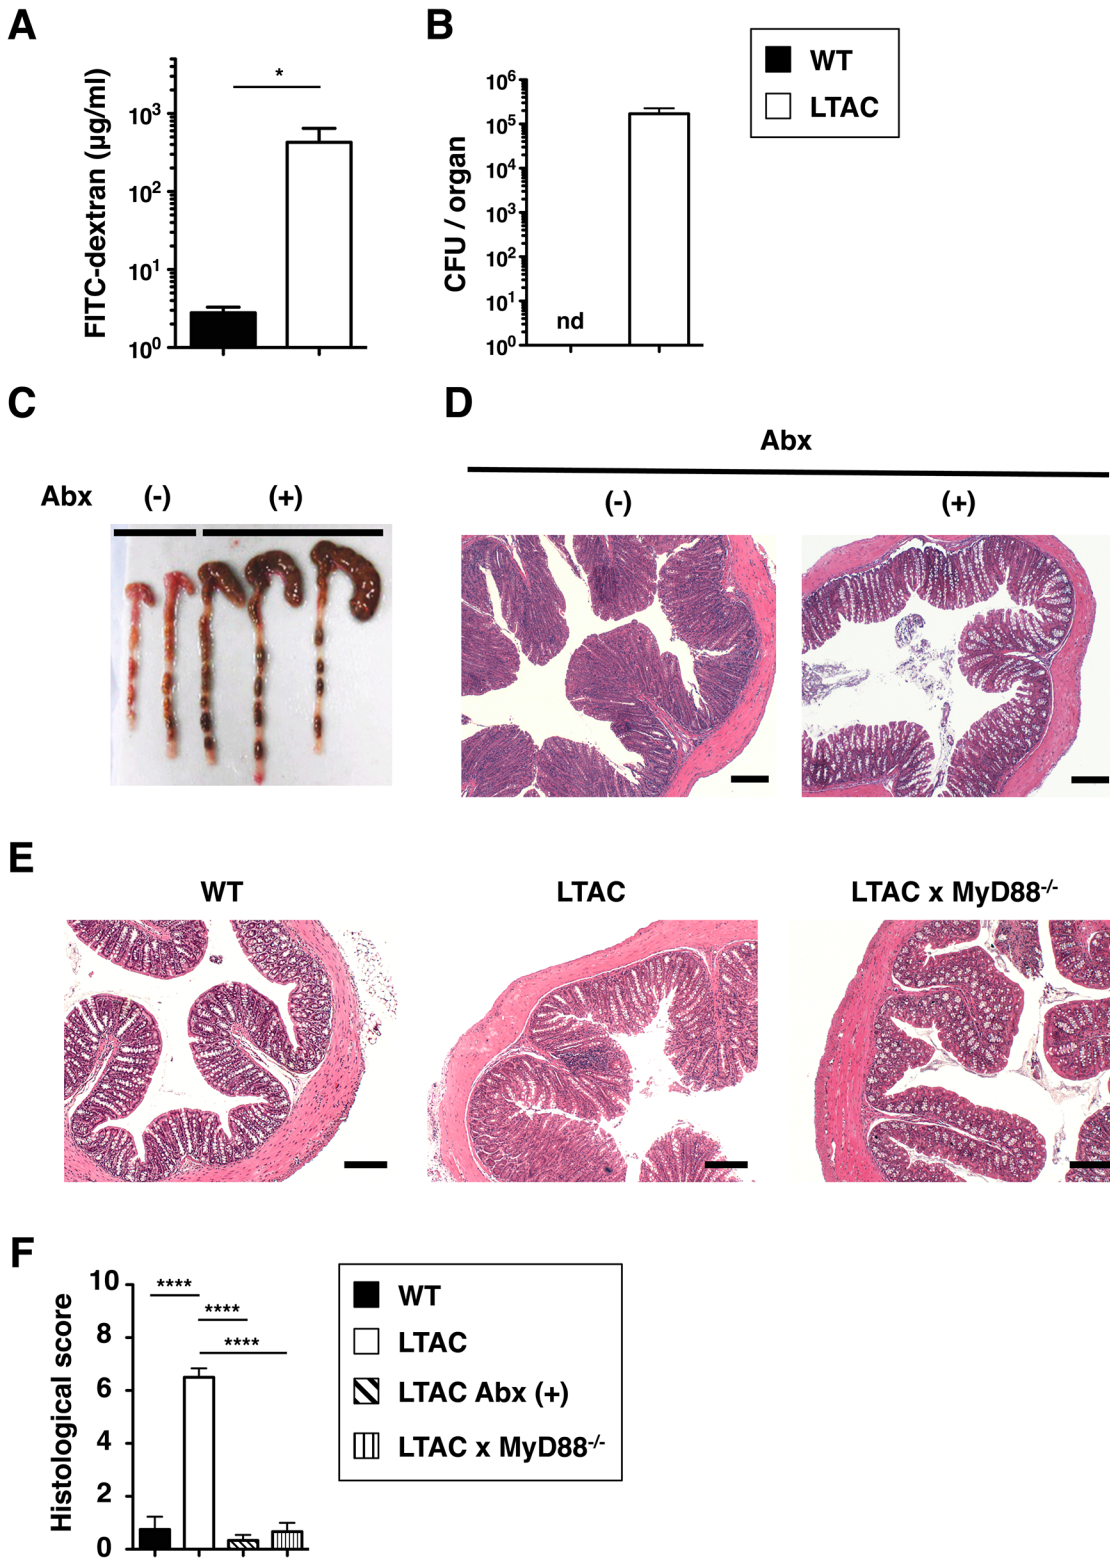 A
FITC-dextran (µg/ml)
10³
10²
10¹
10⁰
*
B
CFU / organ
10⁶
10⁵
10⁴
10³
10²
10¹
10⁰
nd
WT
LTAC
C
Abx (-) (+)
D
Abx
(-) (+)
E
WT LTAC LTAC x MyD88⁻/⁻
F
Histological score
10
8
6
4
2
0
****
****
****
WT
LTAC
LTAC Abx (+)
LTAC x MyD88⁻/⁻